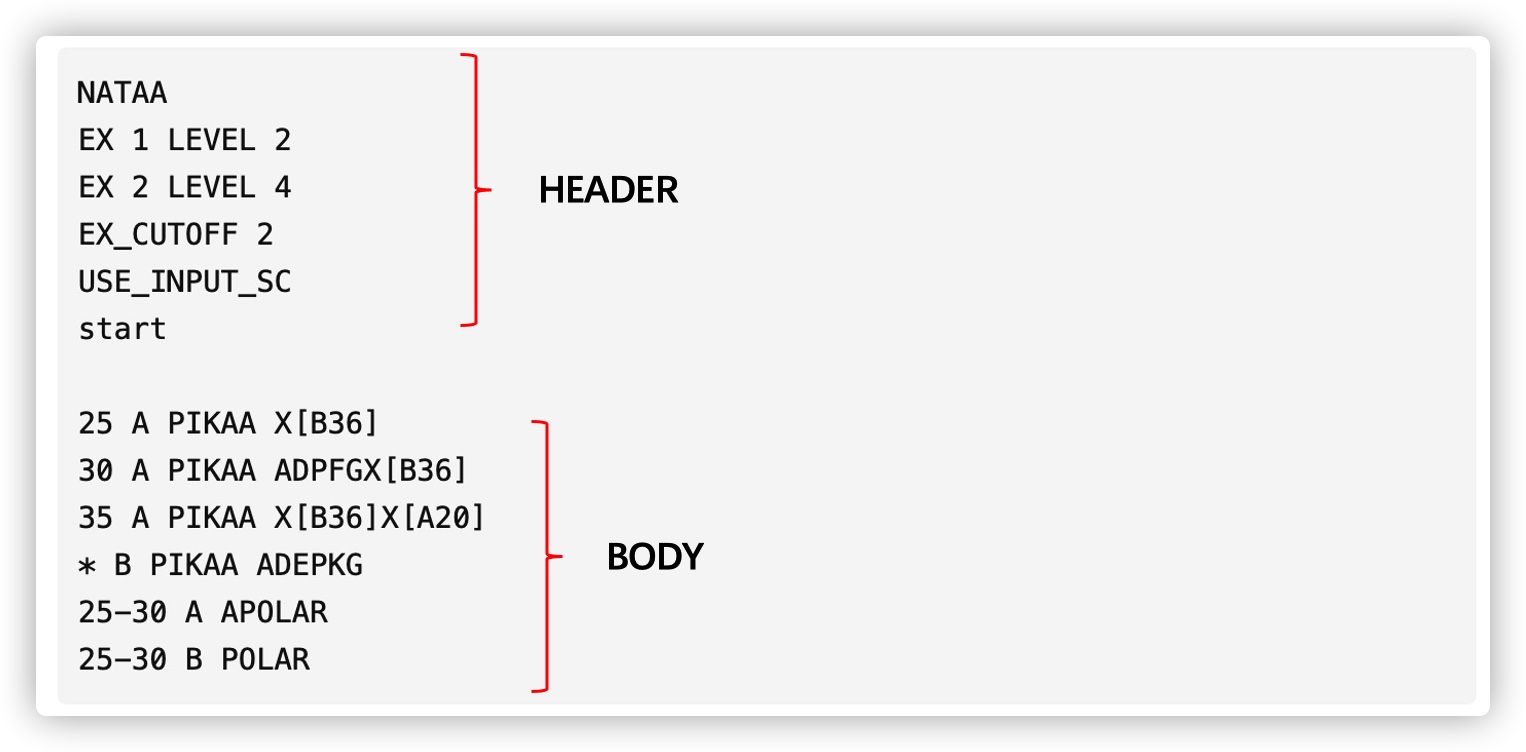 NATAA
EX 1 LEVEL 2
EX 2 LEVEL 4
EX_CUTOFF 2
USE_INPUT_SC
start
HEADER
25 A PIKAA X[B36]
30 A PIKAA ADPFGX[B36]
35 A PIKAA X[B36]X[A20]
* B PIKAA ADEPKG
25-30 A APOLAR
25-30 B POLAR
BODY